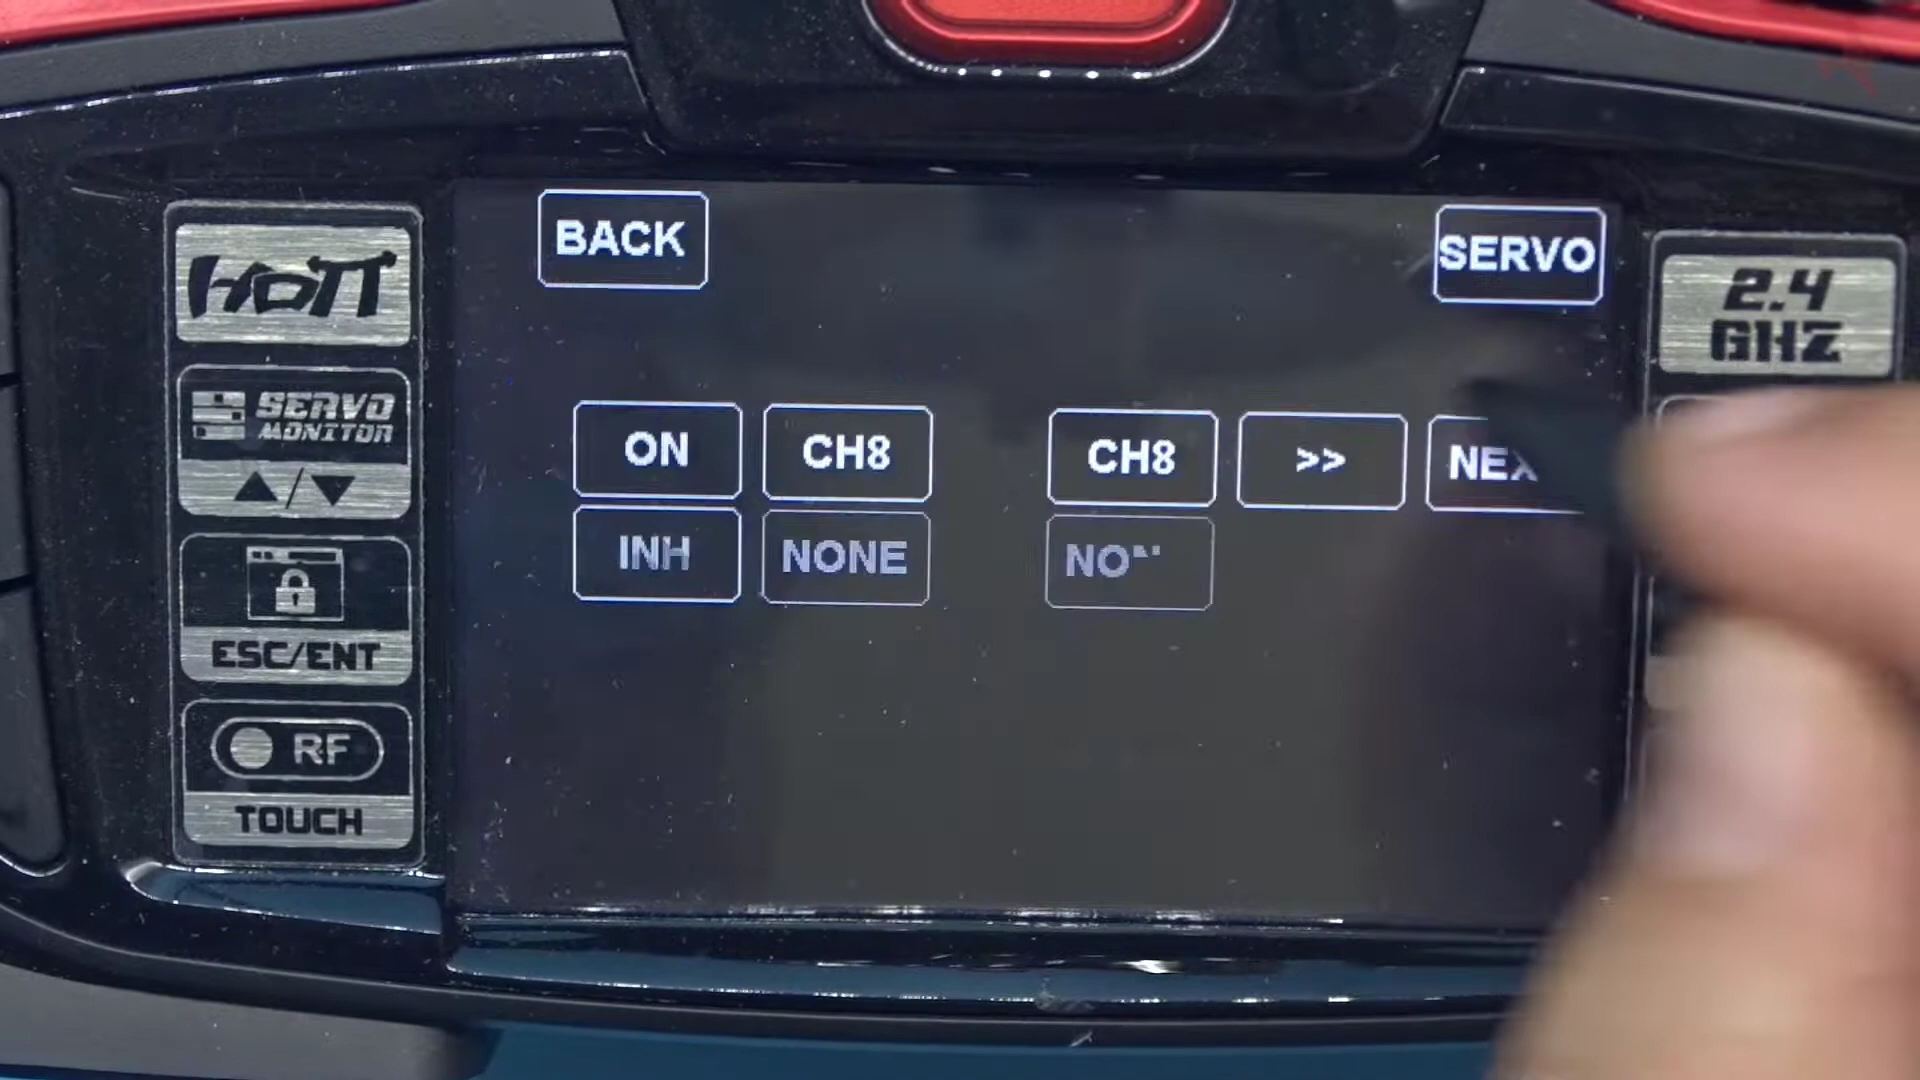 BACK
SERVO
HoTT
2.4
GHZ
SERVO
MONITOR
ON CH8 CH8 >>
INH NONE
ESC/ENT
RF
TOUCH